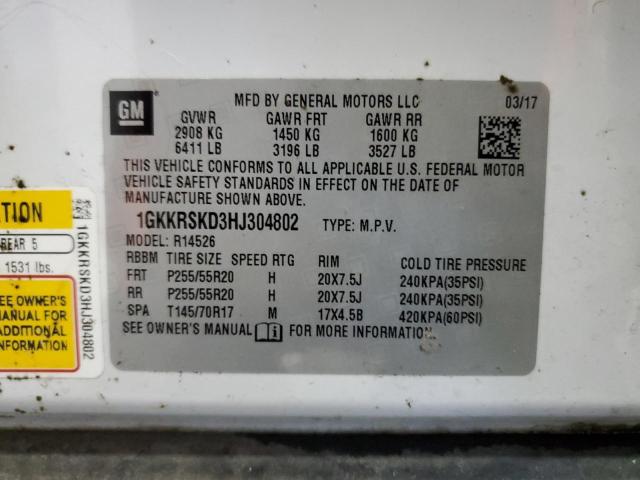 GM
MFD BY GENERAL MOTORS LLC 03/17
GVWR GAWR FRT GAWR RR
2908 KG 1450 KG 1600 KG
6411 LB 3196 LB 3527 LB
THIS VEHICLE CONFORMS TO ALL APPLICABLE U.S. FEDERAL MOTOR
VEHICLE SAFETY STANDARDS IN EFFECT ON THE DATE OF
MANUFACTURE SHOWN ABOVE.
1GKKRSKD3HJ304802 TYPE: M.P.V.
MODEL: R14526
RBBM TIRE SIZE SPEED RTG RIM COLD TIRE PRESSURE
FRT P255/55R20 H 20X7.5J 240KPA(35PSI)
RR P255/55R20 H 20X7.5J 240KPA(35PSI)
SPA T145/70R17 M 17X4.5B 420KPA(60PSI)
SEE OWNER'S MANUAL i FOR MORE INFORMATION.
TION
REAR 5
1531 lbs.
EE OWNER'S
MANUAL FOR
ADDITIONAL
FORMATION
1GKKRSKD3HJ304802